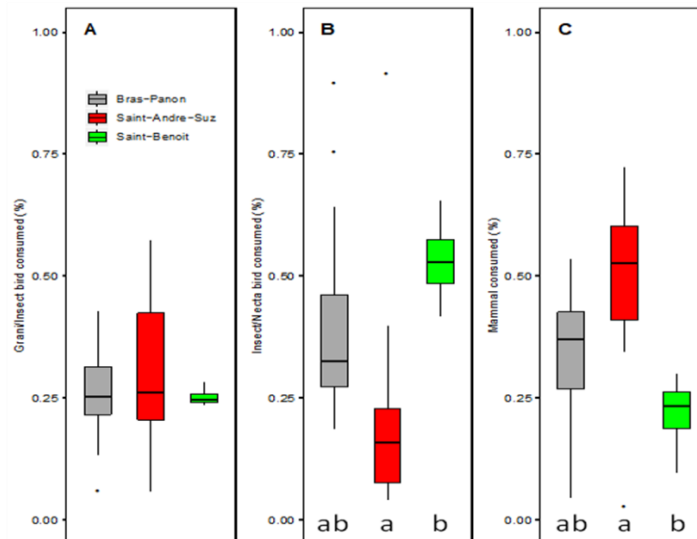 A
B
C
1.00
1.00
1.00
Bras-Panon
Saint-Andre-Suz
Saint-Benoit
0.75
0.75
0.75
Grani/Insect bird consumed (%)
Insect/Necta bird consumed (%)
Mammal consumed (%)
0.50
0.50
0.50
0.25
0.25
0.25
0.00
0.00
0.00
ab a b
ab a b